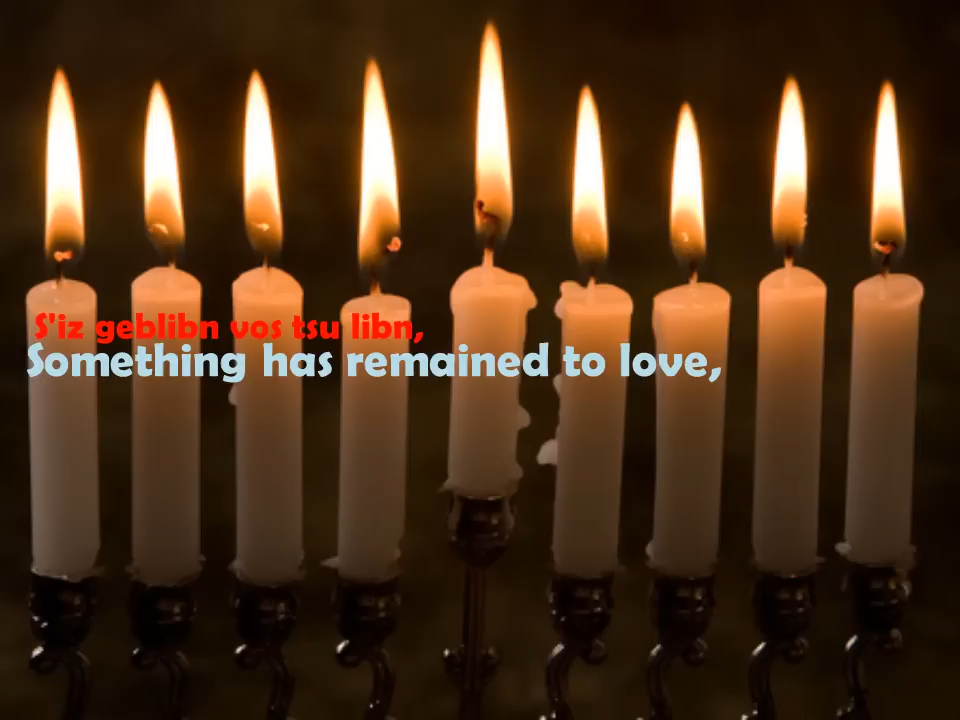 S'iz geblibn vos tsu libn,
Something has remained to love,